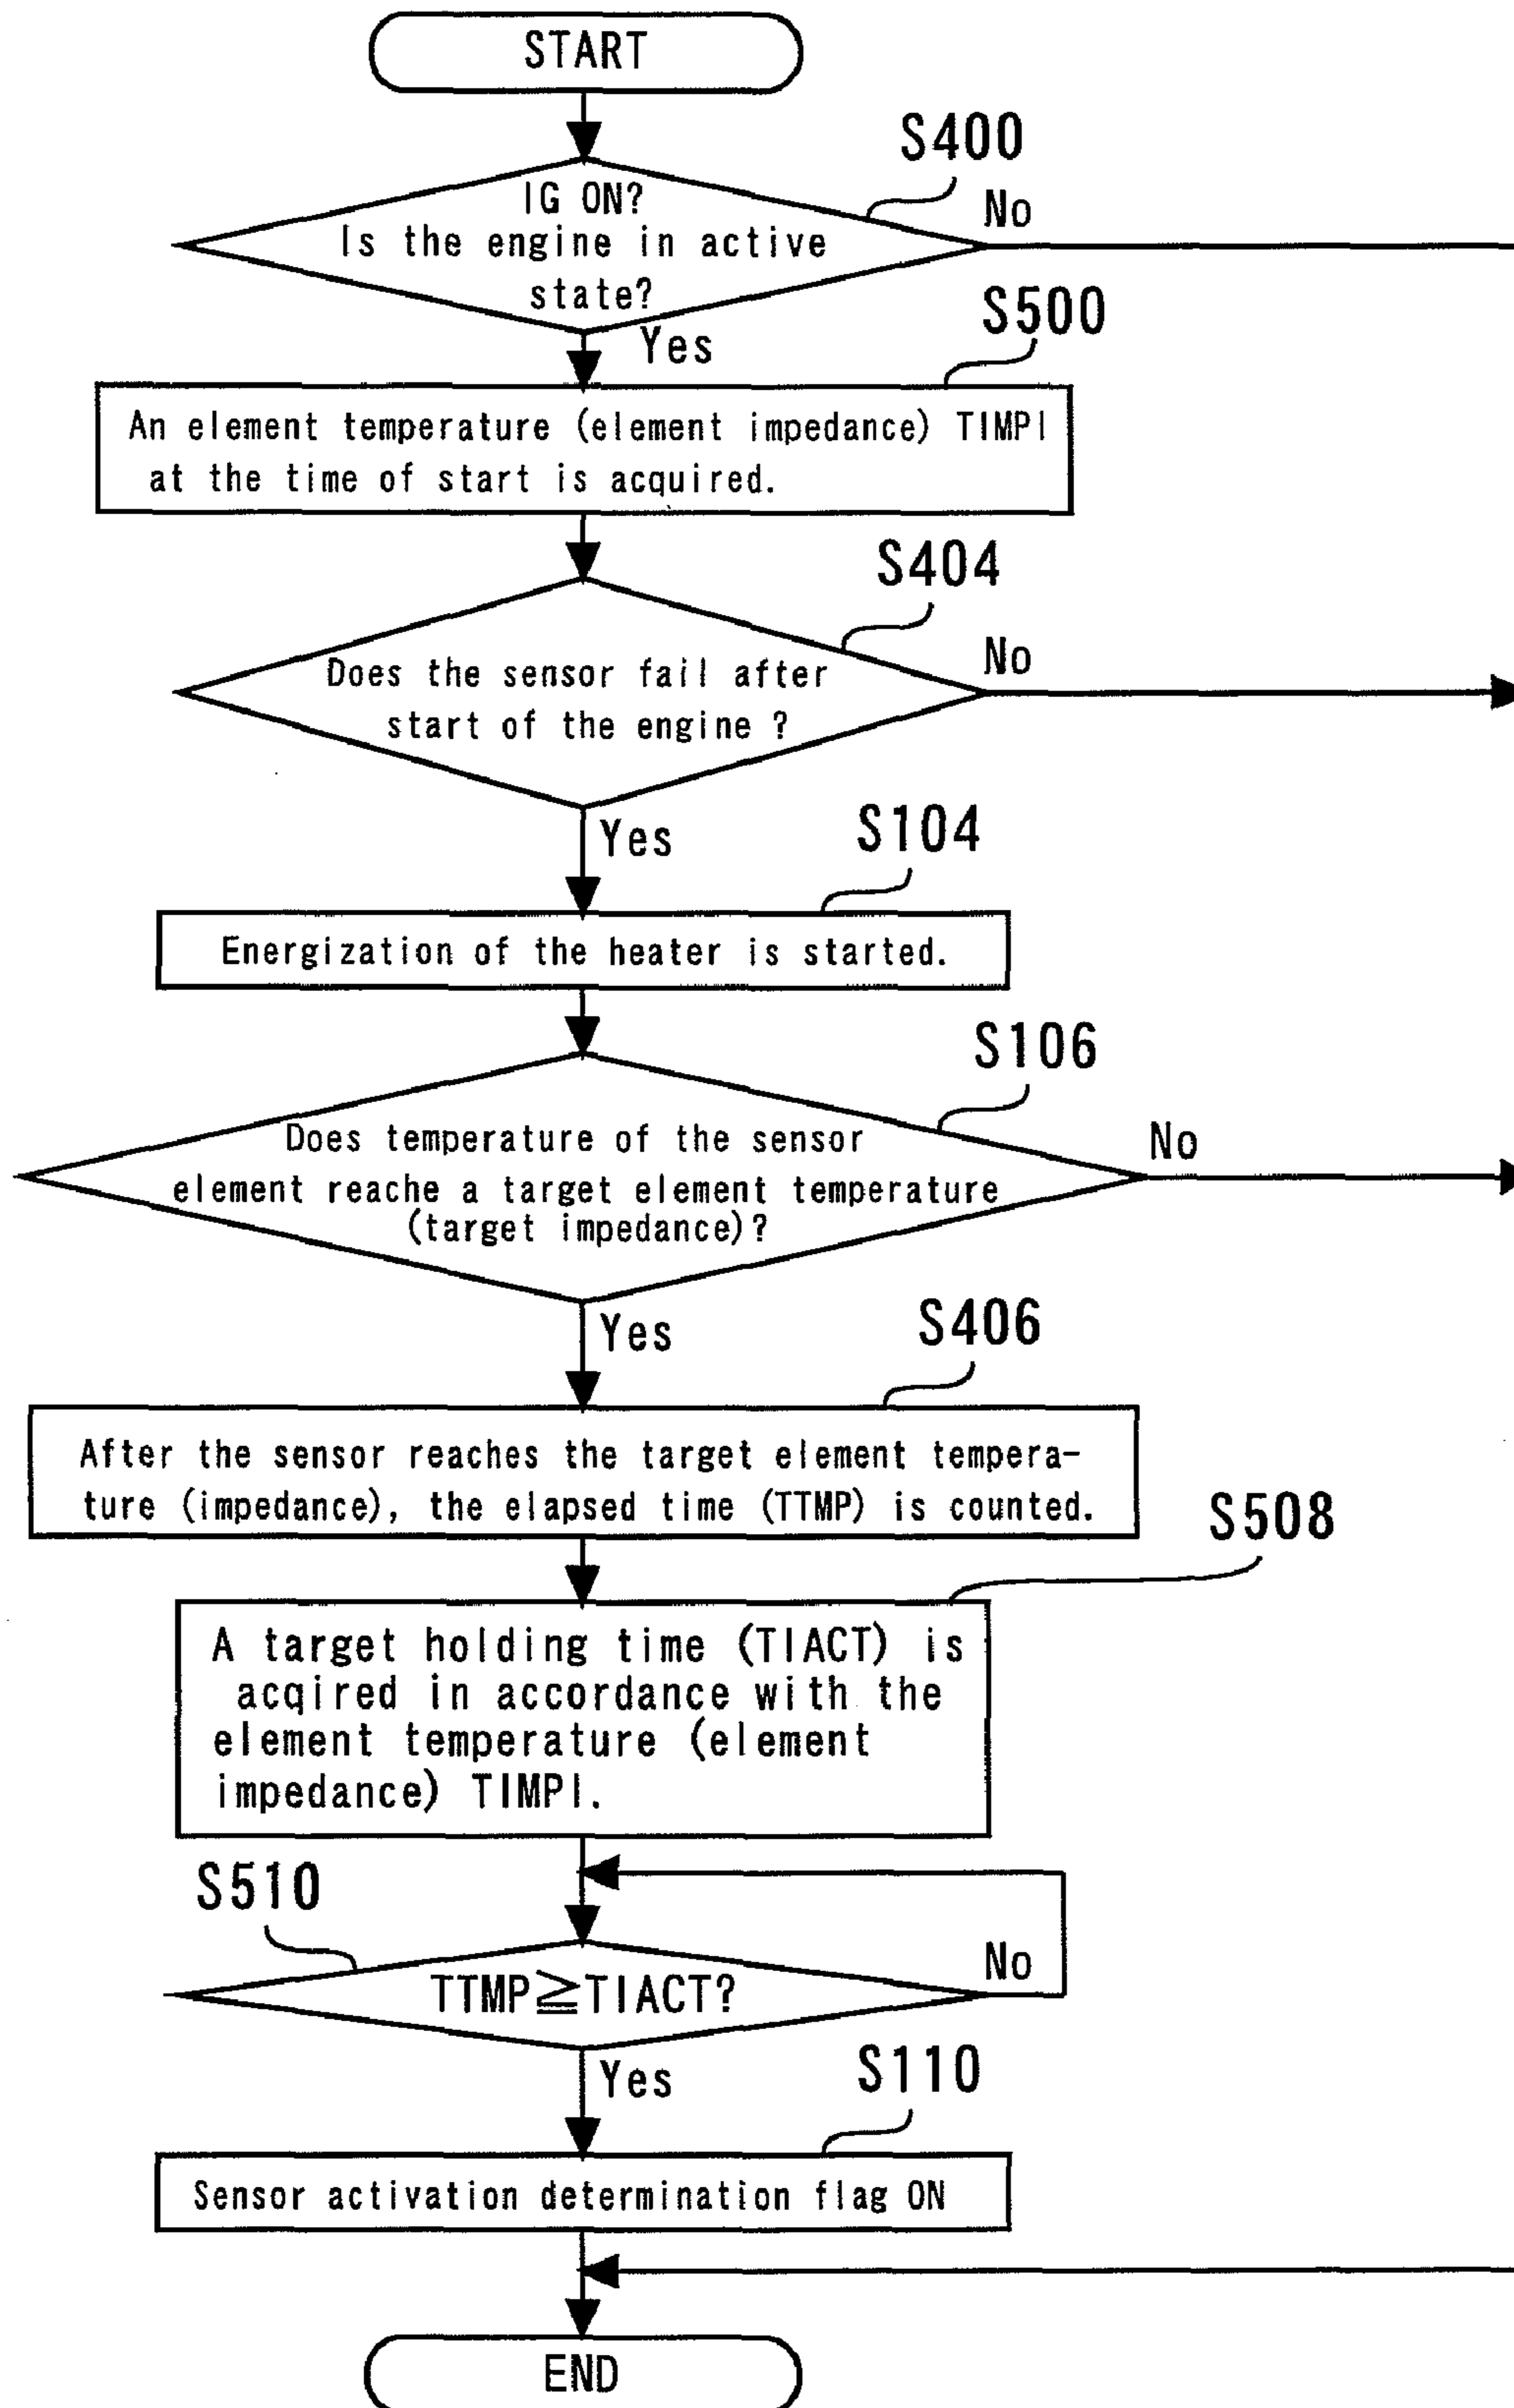 START
S400
IG ON?
Is the engine in active
state?
No
Yes
S500
An element temperature (element impedance) TIMPI
at the time of start is acquired.
S404
Does the sensor fail after
start of the engine ?
No
Yes
S104
Energization of the heater is started.
S106
Does temperature of the sensor
element reache a target element temperature
(target impedance)?
No
Yes
S406
After the sensor reaches the target element tempera-
ture (impedance), the elapsed time (TTMP) is counted.
S508
A target holding time (TIACT) is
acqired in accordance with the
element temperature (element
impedance) TIMPI.
S510
TTMP≧TIACT?
No
Yes
S110
Sensor activation determination flag ON
END